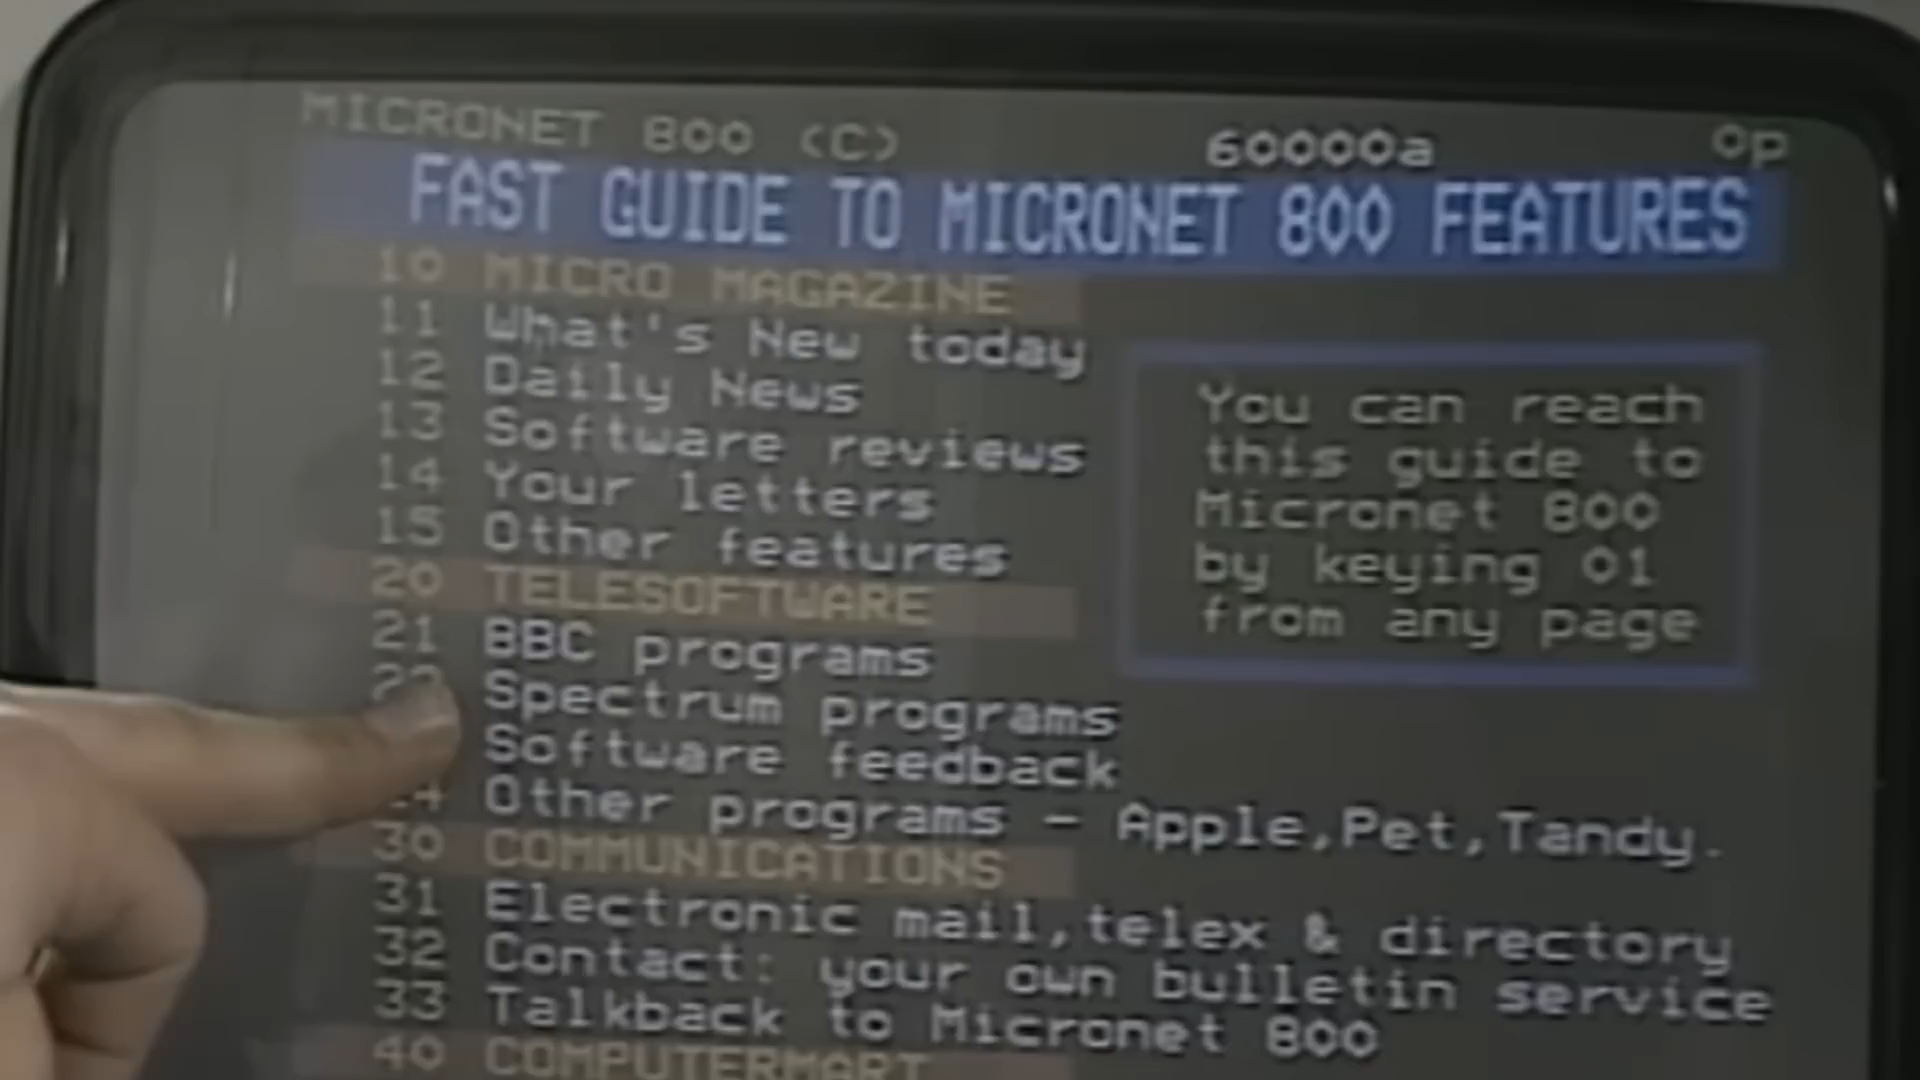 MICRONET 800 (C) 60000a 0p
FAST GUIDE TO MICRONET 800 FEATURES
10 MICRO MAGAZINE
11 What's New today
12 Daily News
13 Software reviews
14 Your letters
15 Other features
20 TELESOFTWARE
21 BBC programs
22 Spectrum programs
Software feedback
Other programs - Apple,Pet,Tandy.
30 COMMUNICATIONS
31 Electronic mail,telex & directory
32 Contact: your own bulletin service
33 Talkback to Micronet 800
40 COMPUTERMART
You can reach
this guide to
Micronet 800
by keying 01
from any page